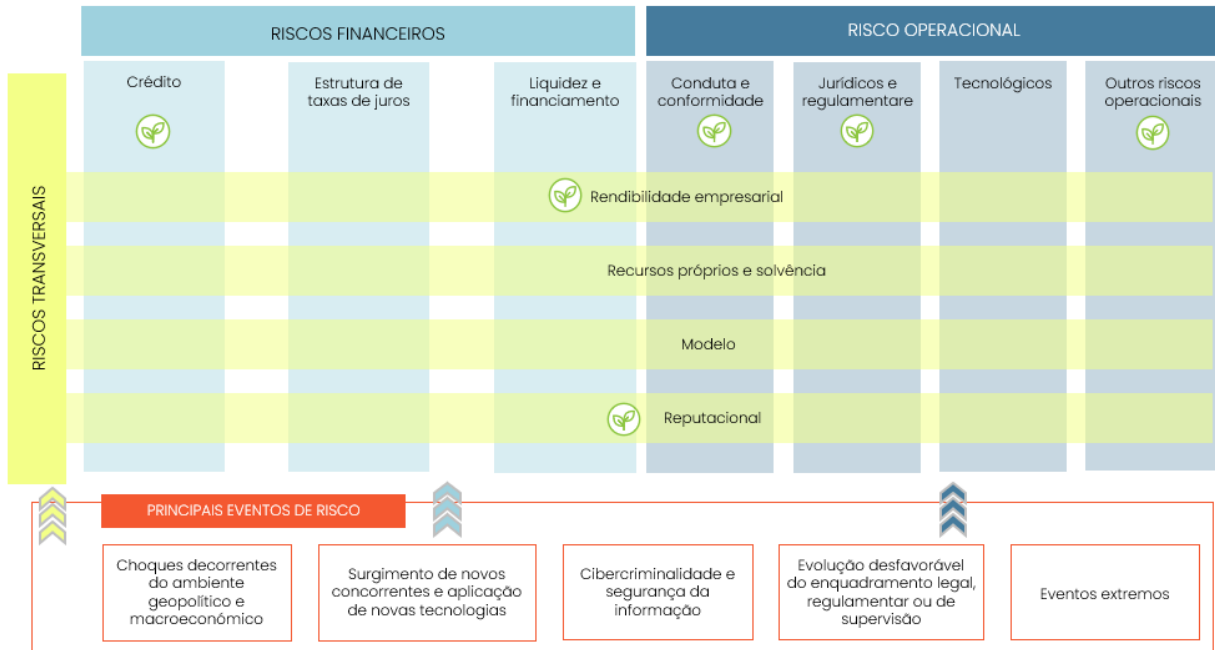 RISCOS FINANCEIROS
RISCO OPERACIONAL
RISCOS TRANSVERSAIS
Crédito
Estrutura de
taxas de juros
Liquidez e
financiamento
Conduta e
conformidade
Jurídicos e
regulamentare
Tecnológicos
Outros riscos
operacionais
Rendibilidade empresarial
Recursos próprios e solvência
Modelo
Reputacional
PRINCIPAIS EVENTOS DE RISCO
Choques decorrentes
do ambiente
geopolítico e
macroeconómico
Surgimento de novos
concorrentes e aplicação
de novas tecnologias
Cibercriminalidade e
segurança da
informação
Evolução desfavorável
do enquadramento legal,
regulamentar ou de
supervisão
Eventos extremos